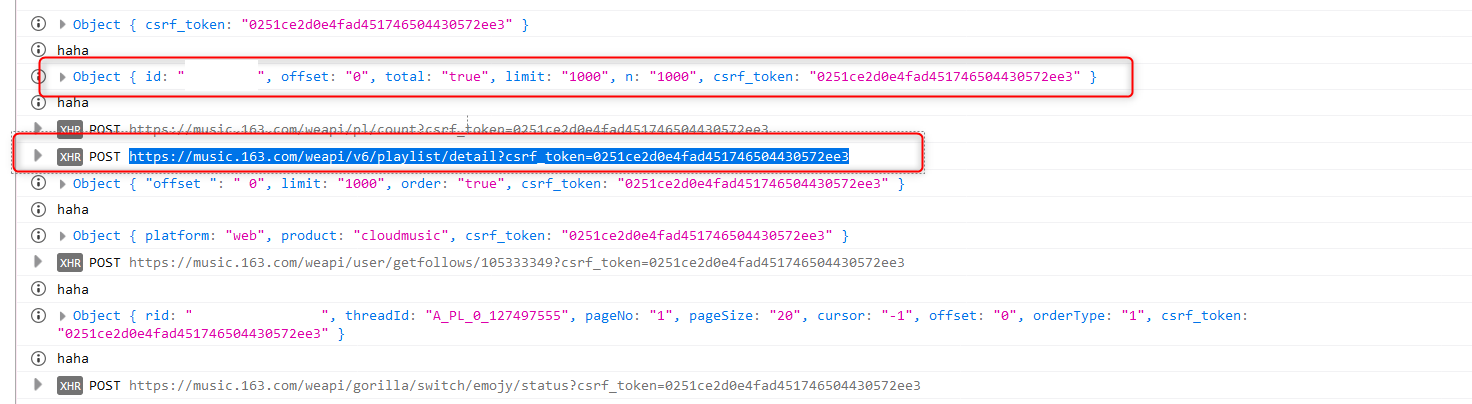 Object { csrf_token: "0251ce2d0e4fad451746504430572ee3" }
haha
Object { id: " ", offset: "0", total: "true", limit: "1000", n: "1000", csrf_token: "0251ce2d0e4fad451746504430572ee3" }
haha
XHR POST https://music.163.com/weapi/pl/count?csrf_token=0251ce2d0e4fad451746504430572ee3
XHR POST https://music.163.com/weapi/v6/playlist/detail?csrf_token=0251ce2d0e4fad451746504430572ee3
Object { "offset ": " 0", limit: "1000", order: "true", csrf_token: "0251ce2d0e4fad451746504430572ee3" }
haha
Object { platform: "web", product: "cloudmusic", csrf_token: "0251ce2d0e4fad451746504430572ee3" }
XHR POST https://music.163.com/weapi/user/getfollows/105333349?csrf_token=0251ce2d0e4fad451746504430572ee3
haha
Object { rid: " ", threadId: "A_PL_0_127497555", pageNo: "1", pageSize: "20", cursor: "-1", offset: "0", orderType: "1", csrf_token:
"0251ce2d0e4fad451746504430572ee3" }
haha
XHR POST https://music.163.com/weapi/gorilla/switch/emojy/status?csrf_token=0251ce2d0e4fad451746504430572ee3